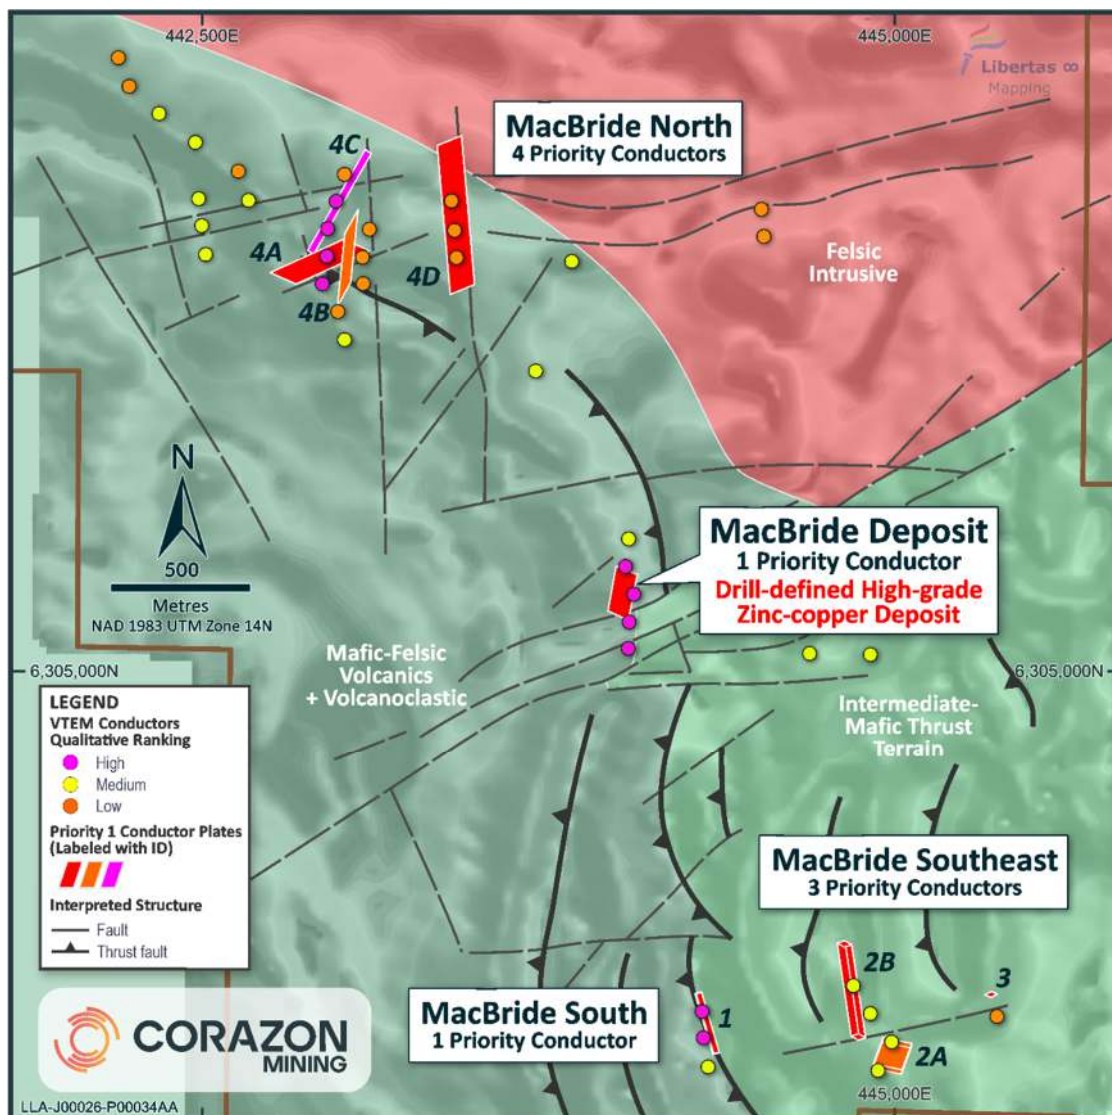 442,500E
445,000E
Libertas ∞
Mapping
MacBride North
4 Priority Conductors
4C
4A
4D
4B
Felsic
Intrusive
N
500
Metres
NAD 1983 UTM Zone 14N
MacBride Deposit
1 Priority Conductor
Drill-defined High-grade
Zinc-copper Deposit
6,305,000N
6,305,000N
Mafic-Felsic
Volcanics
+ Volcanoclastic
Intermediate-
Mafic Thrust
Terrain
LEGEND
VTEM Conductors
Qualitative Ranking
High
Medium
Low
Priority 1 Conductor Plates
(Labeled with ID)
Interpreted Structure
Fault
Thrust fault
MacBride Southeast
3 Priority Conductors
2B
3
MacBride South
1 Priority Conductor
1
2A
CORAZON
MINING
445,000E
LLA-J00026-P00034AA